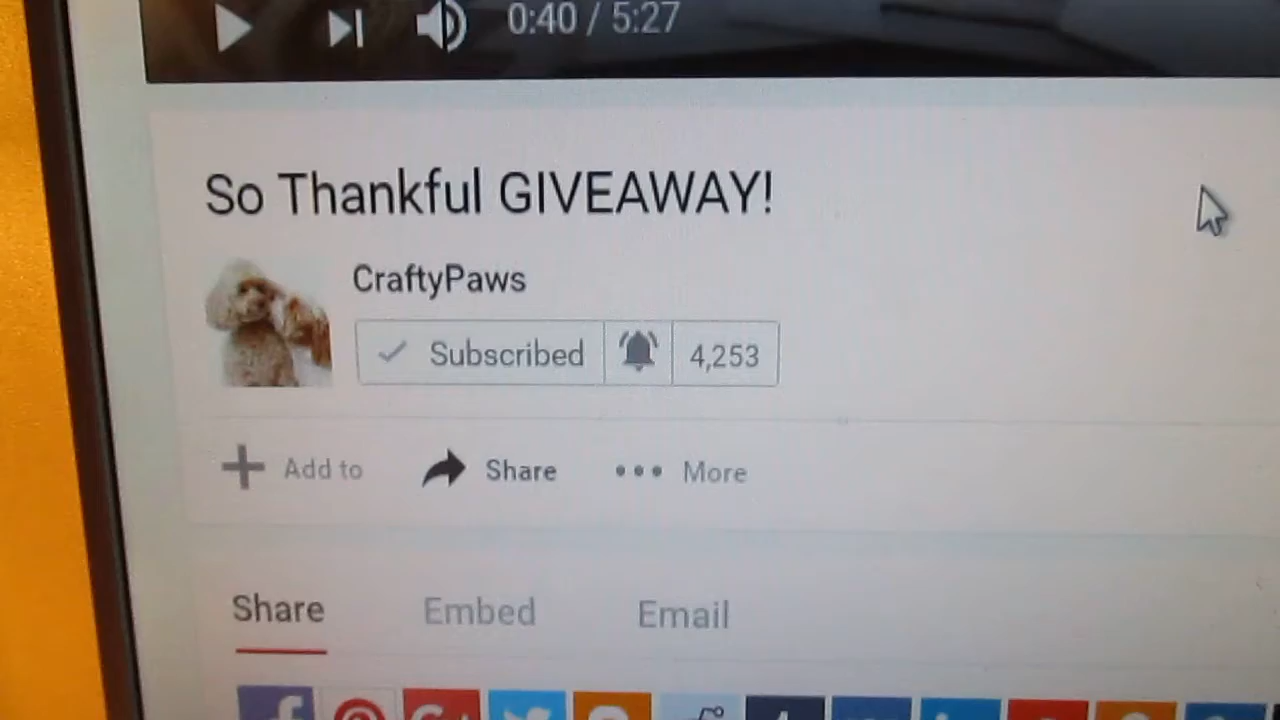 0:40 / 5:27
So Thankful GIVEAWAY!
CraftyPaws
Subscribed 4,253
Add to Share More
Share Embed Email